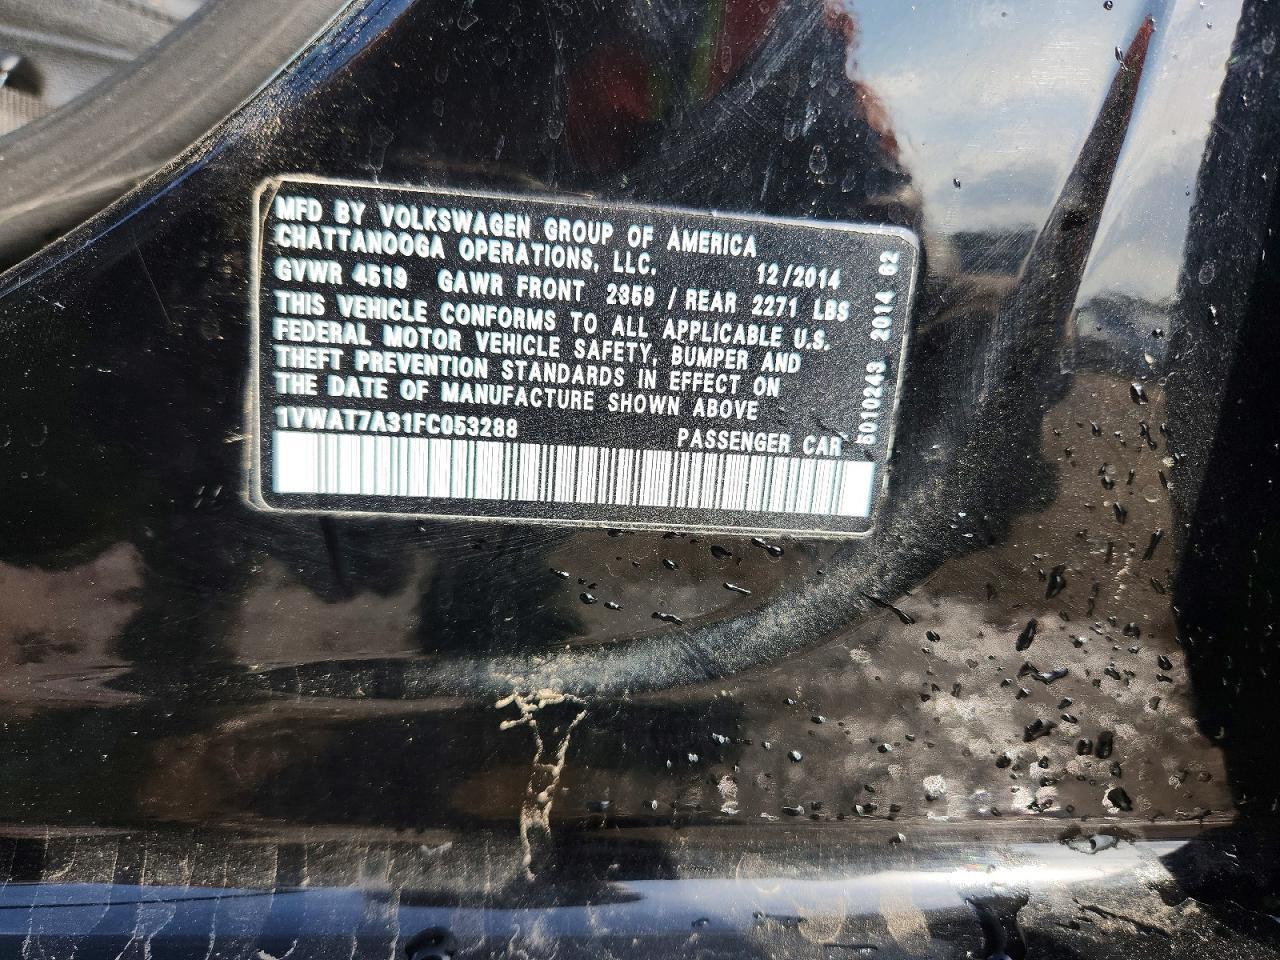 MFD BY VOLKSWAGEN GROUP OF AMERICA
CHATTANOOGA OPERATIONS, LLC. 12/2014
GVWR 4519 GAWR FRONT 2359 / REAR 2271 LBS
THIS VEHICLE CONFORMS TO ALL APPLICABLE U.S.
FEDERAL MOTOR VEHICLE SAFETY, BUMPER AND
THEFT PREVENTION STANDARDS IN EFFECT ON
THE DATE OF MANUFACTURE SHOWN ABOVE
1VWAT7A31FC053288 PASSENGER CAR
5010243 2014 62